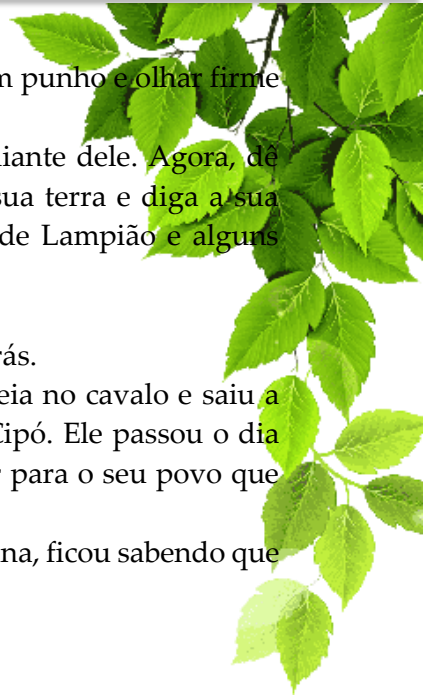 m punho e olhar firme
iante dele. Agora, dê
sua terra e diga a sua
de Lampião e alguns
rás.
eia no cavalo e saiu a
Cipó. Ele passou o dia
r para o seu povo que
na, ficou sabendo que